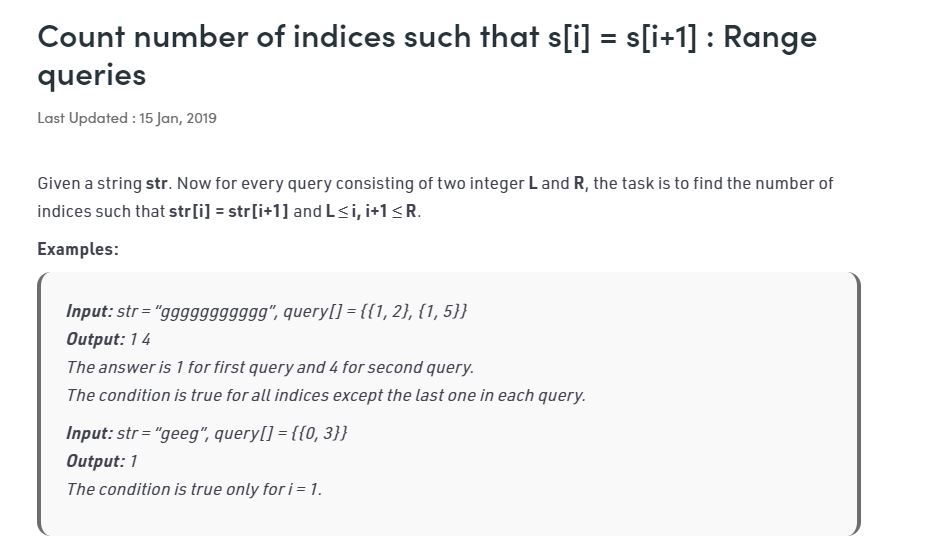 Count number of indices such that s[i] = s[i+1] : Range
queries
Last Updated : 15 Jan, 2019
Given a string str. Now for every query consisting of two integer L and R, the task is to find the number of
indices such that str[i] = str[i+1] and L ≤ i, i+1 ≤ R.
Examples:
Input: str = “ggggggggggg”, query[] = {{1, 2}, {1, 5}}
Output: 1 4
The answer is 1 for first query and 4 for second query.
The condition is true for all indices except the last one in each query.
Input: str = “geeg”, query[] = {{0, 3}}
Output: 1
The condition is true only for i = 1.